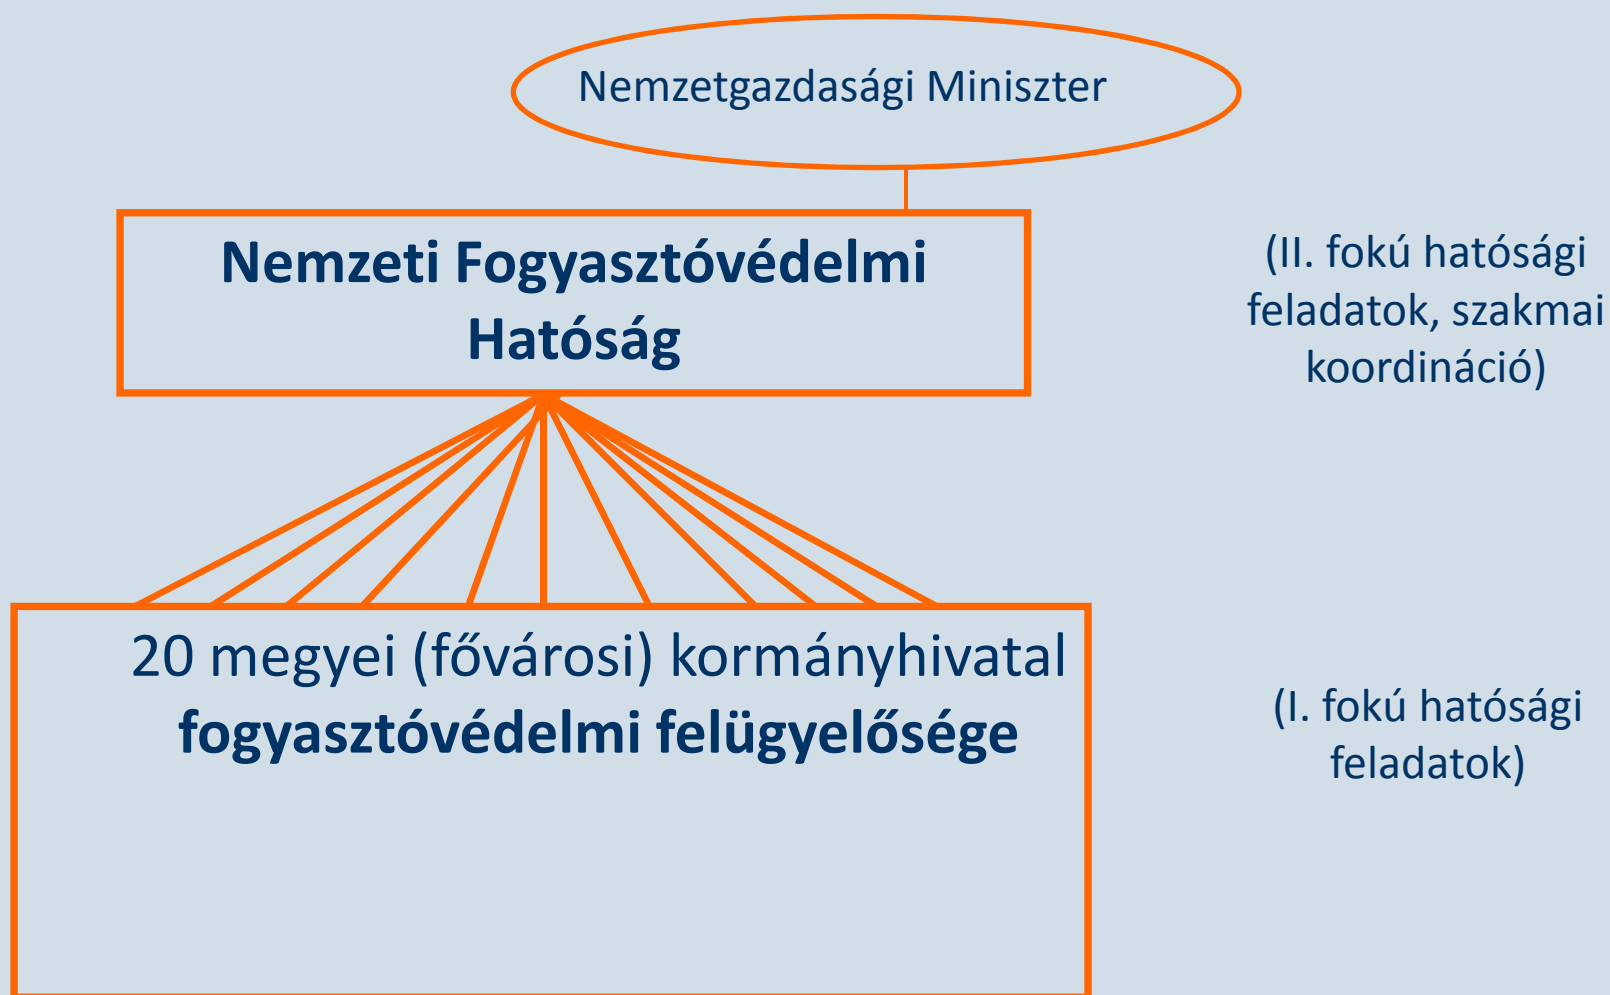 Nemzetgazdasági Miniszter
Nemzeti Fogyasztóvédelmi
Hatóság
(II. fokú hatósági
feladatok, szakmai
koordináció)
20 megyei (fővárosi) kormányhivatal
fogyasztóvédelmi felügyelősége
(I. fokú hatósági
feladatok)